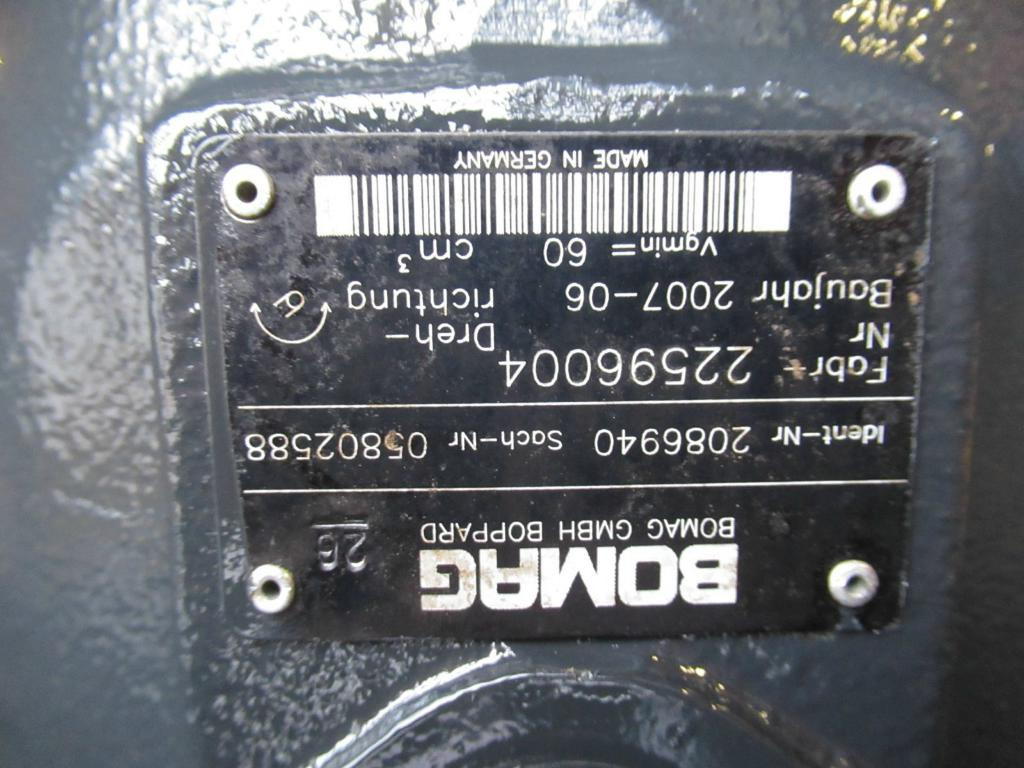 BOMAG
BOMAG GMBH BOPPARD
26
Ident-Nr 2086940 Sach-Nr 05802588
Fabr- 22596004 Dreh-
Nr
Baujahr 2007-06 richtung
Vgmin= 60 cm³
MADE IN GERMANY